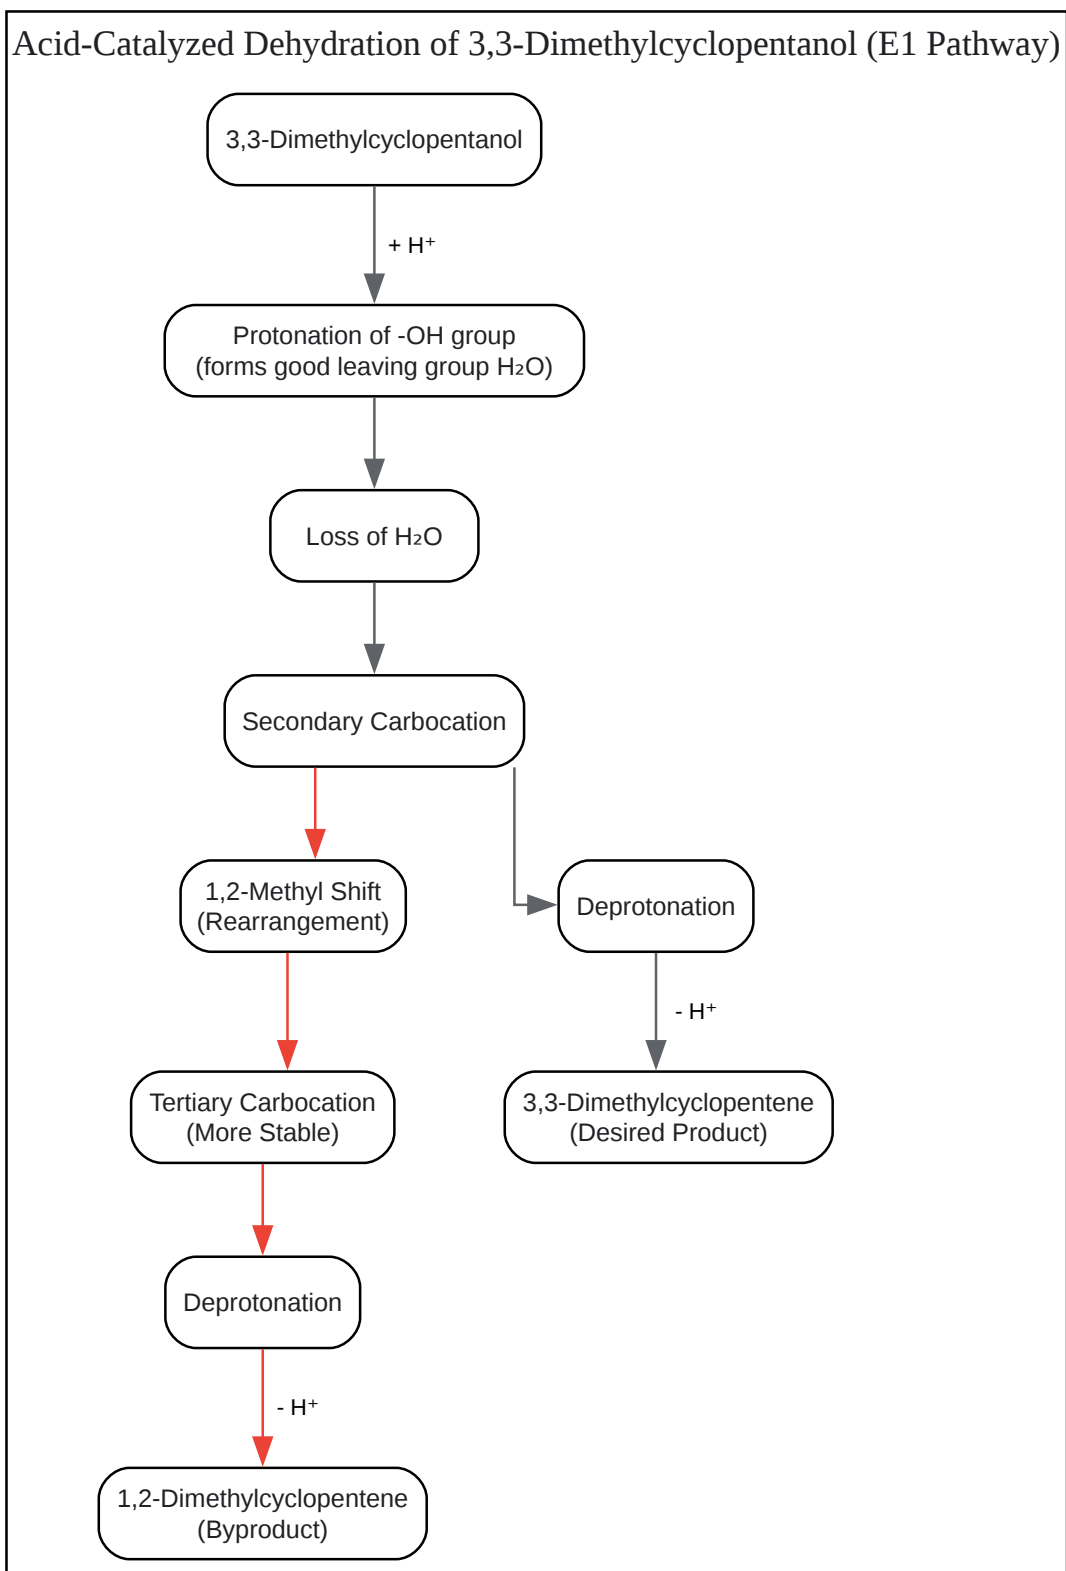 Acid-Catalyzed Dehydration of 3,3-Dimethylcyclopentanol (E1 Pathway)
3,3-Dimethylcyclopentanol
+ H⁺
Protonation of -OH group
(forms good leaving group H₂O)
Loss of H₂O
Secondary Carbocation
1,2-Methyl Shift
(Rearrangement)
Deprotonation
- H⁺
Tertiary Carbocation
(More Stable)
3,3-Dimethylcyclopentene
(Desired Product)
Deprotonation
- H⁺
1,2-Dimethylcyclopentene
(Byproduct)